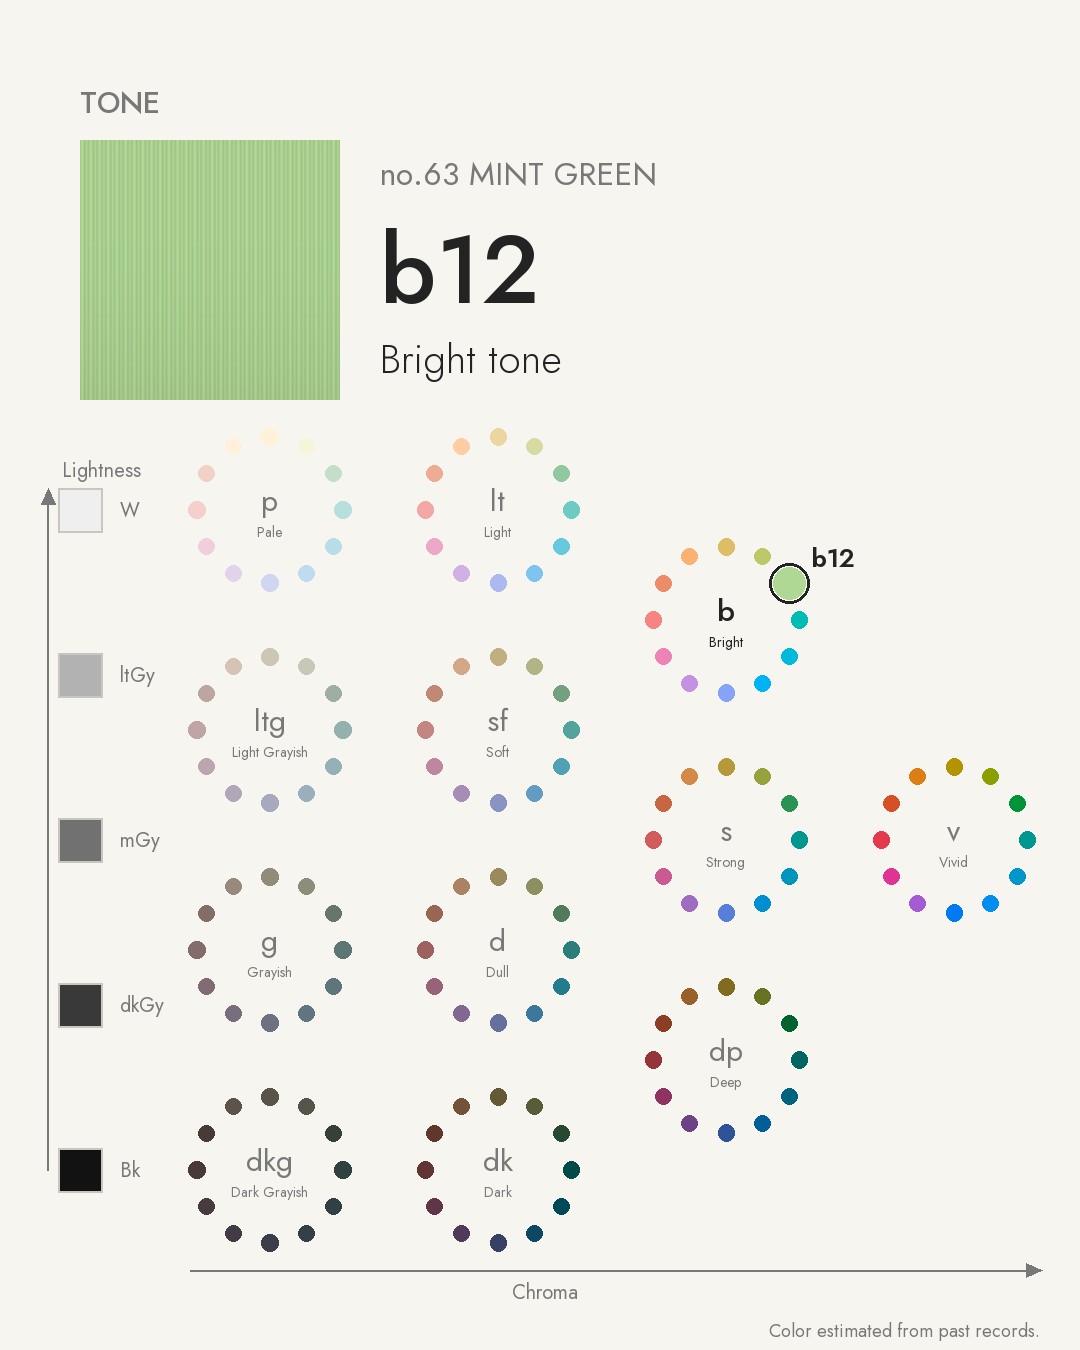 TONE
no.63 MINT GREEN
b12
Bright tone
Lightness
W
ltGy
mGy
dkGy
Bk
p
Pale
lt
Light
b12
b
Bright
ltg
Light Grayish
sf
Soft
s
Strong
v
Vivid
g
Grayish
d
Dull
dp
Deep
dkg
Dark Grayish
dk
Dark
Chroma
Color estimated from past records.